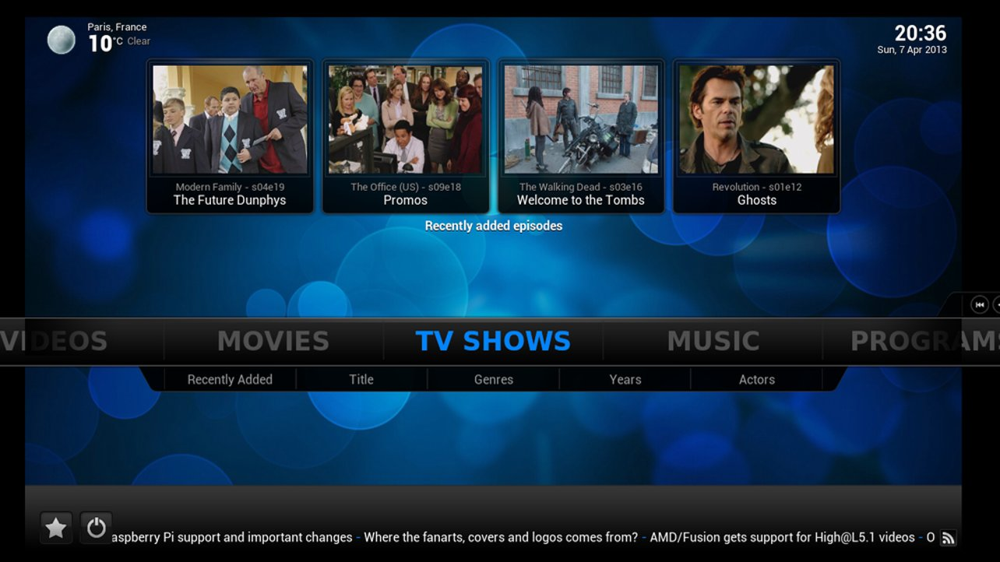 Paris, France
10°C Clear
20:36
Sun, 7 Apr 2013
Modern Family - s04e19
The Future Dunphys
The Office (US) - s09e18
Promos
The Walking Dead - s03e16
Welcome to the Tombs
Revolution - s01e12
Ghosts
Recently added episodes
VIDEOS
MOVIES
TV SHOWS
MUSIC
PROGRAMS
Recently Added
Title
Genres
Years
Actors
aspberry Pi support and important changes - Where the fanarts, covers and logos comes from? - AMD/Fusion gets support for High@L5.1 videos - O